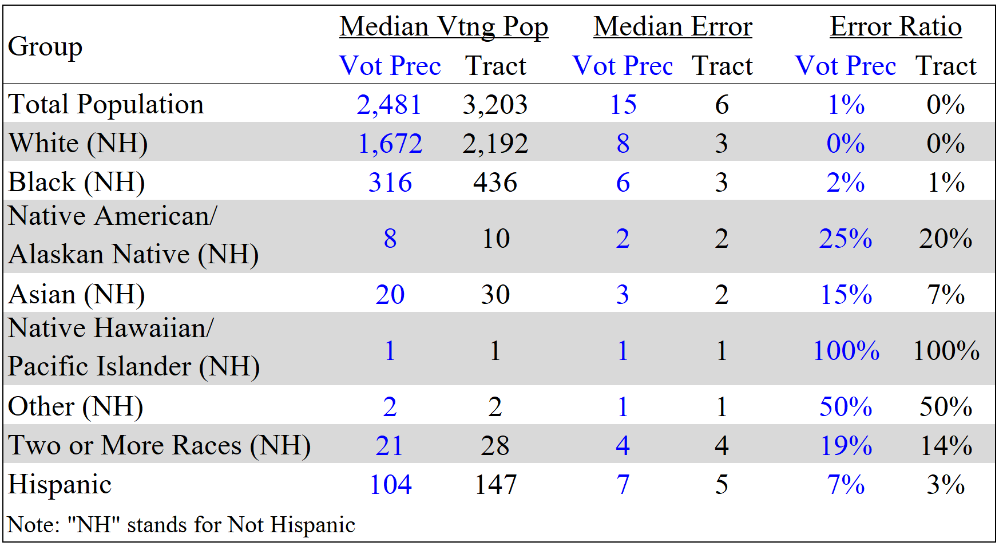 Group Median Vtng Pop Median Error Error Ratio
Vot Prec Tract Vot Prec Tract Vot Prec Tract
Total Population 2,481 3,203 15 6 1% 0%
White (NH) 1,672 2,192 8 3 0% 0%
Black (NH) 316 436 6 3 2% 1%
Native American/
Alaskan Native (NH) 8 10 2 2 25% 20%
Asian (NH) 20 30 3 2 15% 7%
Native Hawaiian/
Pacific Islander (NH) 1 1 1 1 100% 100%
Other (NH) 2 2 1 1 50% 50%
Two or More Races (NH) 21 28 4 4 19% 14%
Hispanic 104 147 7 5 7% 3%
Note: "NH" stands for Not Hispanic